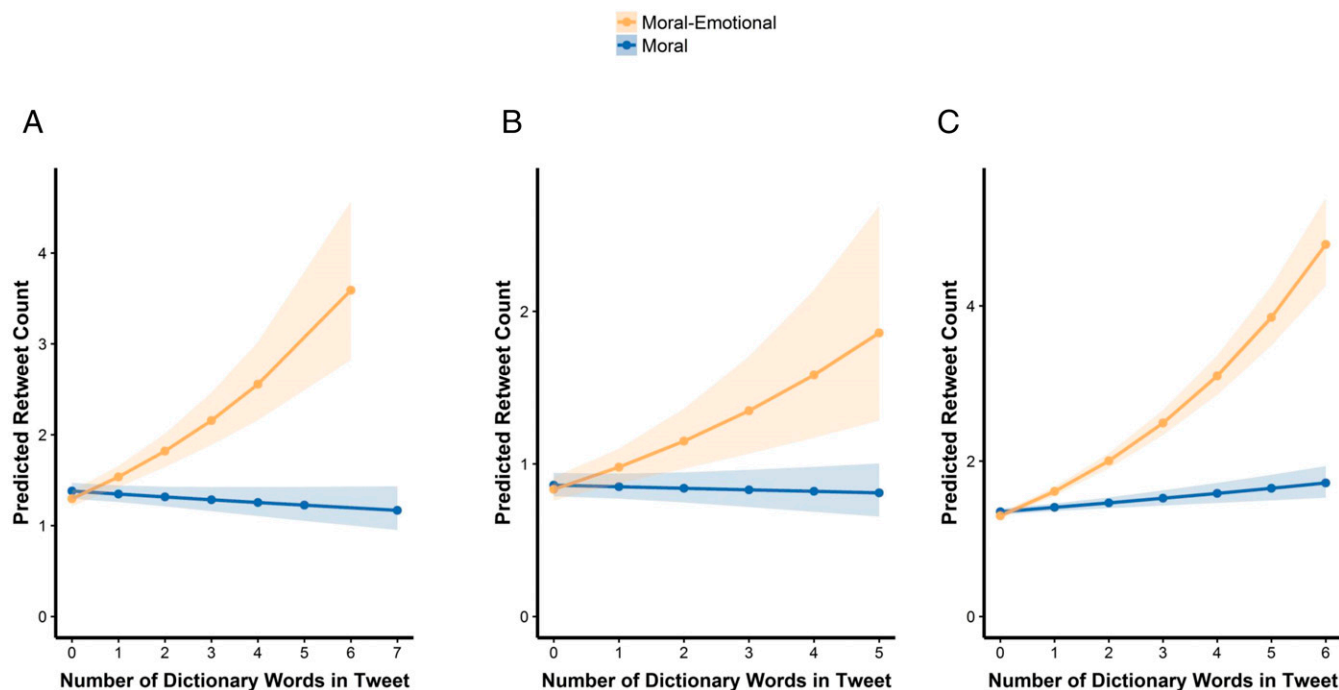 Moral-Emotional
Moral
A
B
C
Predicted Retweet Count
4
3
2
1
0
0 1 2 3 4 5 6 7
Number of Dictionary Words in Tweet
Predicted Retweet Count
2
1
0
0 1 2 3 4 5
Number of Dictionary Words in Tweet
Predicted Retweet Count
4
2
0
0 1 2 3 4 5 6
Number of Dictionary Words in Tweet